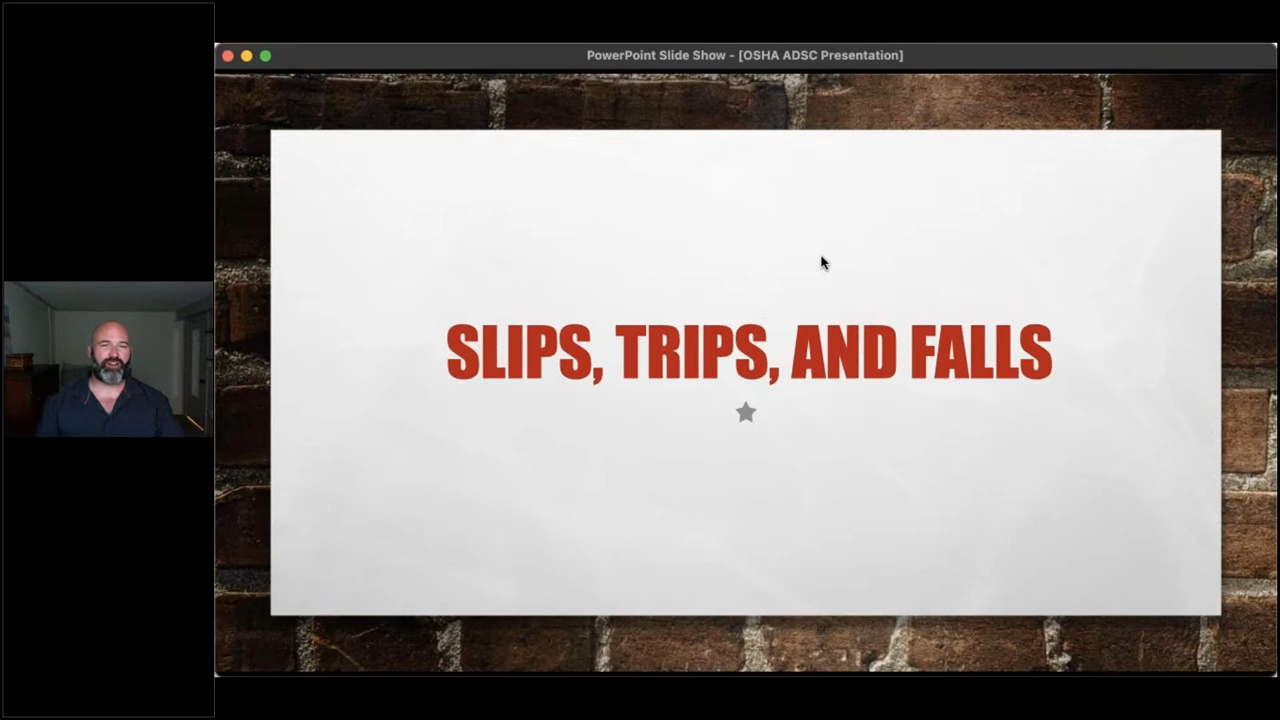 PowerPoint Slide Show - [OSHA ADSC Presentation]
SLIPS, TRIPS, AND FALLS